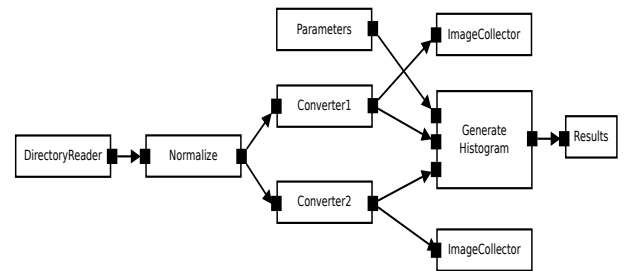 Parameters
ImageCollector
Converter1
DirectoryReader
Normalize
Generate
Histogram
Results
Converter2
ImageCollector